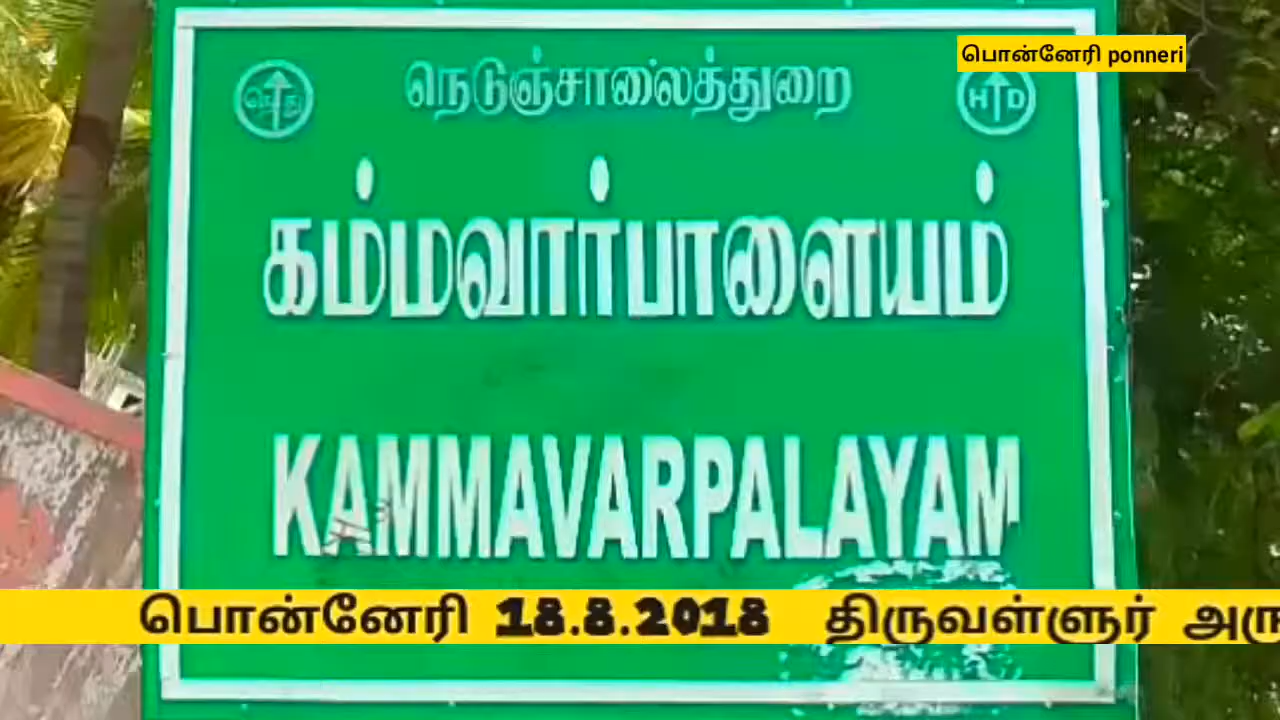 பொன்னேரி ponneri
நெடுஞ்சாலைத்துறை
H D
கம்மவார்பாளையம்
KAMMAVARPALAYAM
பொன்னேரி 18.8.2018 திருவள்ளுர்